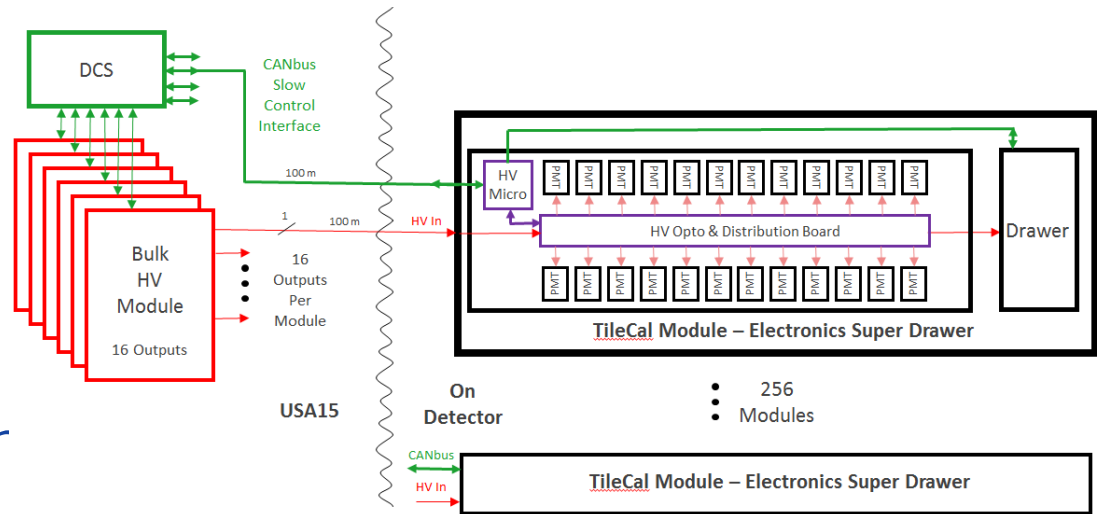 DCS
CANbus
Slow
Control
Interface
100 m
Bulk
HV
Module
16 Outputs
1
100 m
16
Outputs
Per
Module
USA15
On
Detector
HV In
HV
Micro
PMT PMT PMT PMT PMT PMT PMT PMT PMT PMT PMT PMT
HV Opto & Distribution Board
PMT PMT PMT PMT PMT PMT PMT PMT PMT PMT PMT PMT
Drawer
TileCal Module – Electronics Super Drawer
256
Modules
CANbus
HV In
TileCal Module – Electronics Super Drawer